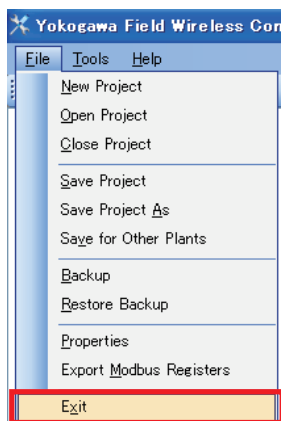 Yokogawa Field Wireless Con
File Tools Help
New Project
Open Project
Close Project
Save Project
Save Project As
Save for Other Plants
Backup
Restore Backup
Properties
Export Modbus Registers
Exit